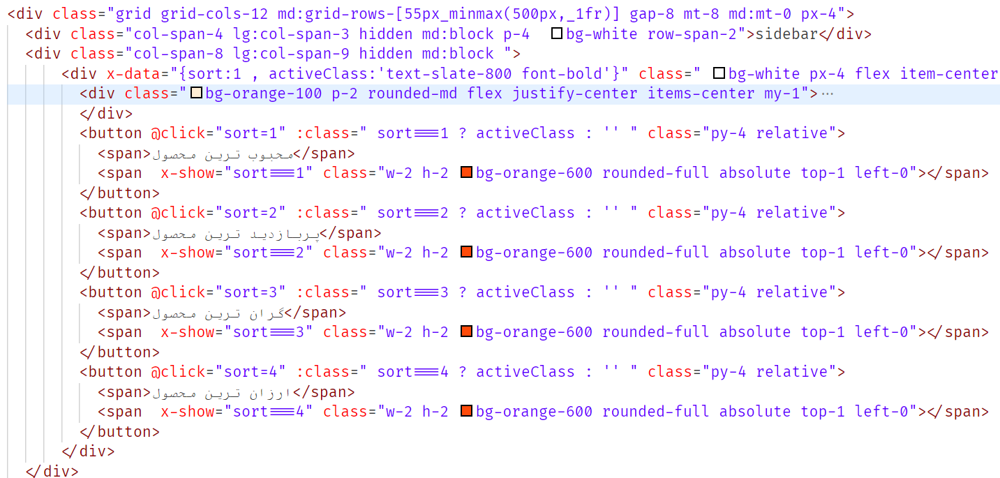 <div class="grid grid-cols-12 md:grid-rows-[55px_minmax(500px,_1fr)] gap-8 mt-8 md:mt-0 px-4">
<div class="col-span-4 lg:col-span-3 hidden md:block p-4  bg-white row-span-2">sidebar</div>
<div class="col-span-8 lg:col-span-9 hidden md:block ">
<div x-data="{sort:1 , activeClass:'text-slate-800 font-bold'}" class=" bg-white px-4 flex item-center
<div class="bg-orange-100 p-2 rounded-md flex justify-center items-center my-1">···
</div>
<button @click="sort=1" :class=" sort===1 ? activeClass : '' " class="py-4 relative">
<span>محبوب ترین محصول</span>
<span  x-show="sort===1" class="w-2 h-2 bg-orange-600 rounded-full absolute top-1 left-0"></span>
</button>
<button @click="sort=2" :class=" sort===2 ? activeClass : '' " class="py-4 relative">
<span>پربازدید ترین محصول</span>
<span  x-show="sort===2" class="w-2 h-2 bg-orange-600 rounded-full absolute top-1 left-0"></span>
</button>
<button @click="sort=3" :class=" sort===3 ? activeClass : '' " class="py-4 relative">
<span>گران ترین محصول</span>
<span  x-show="sort===3" class="w-2 h-2 bg-orange-600 rounded-full absolute top-1 left-0"></span>
</button>
<button @click="sort=4" :class=" sort===4 ? activeClass : '' " class="py-4 relative">
<span>ارزان ترین محصول</span>
<span  x-show="sort===4" class="w-2 h-2 bg-orange-600 rounded-full absolute top-1 left-0"></span>
</button>
</div>
</div>